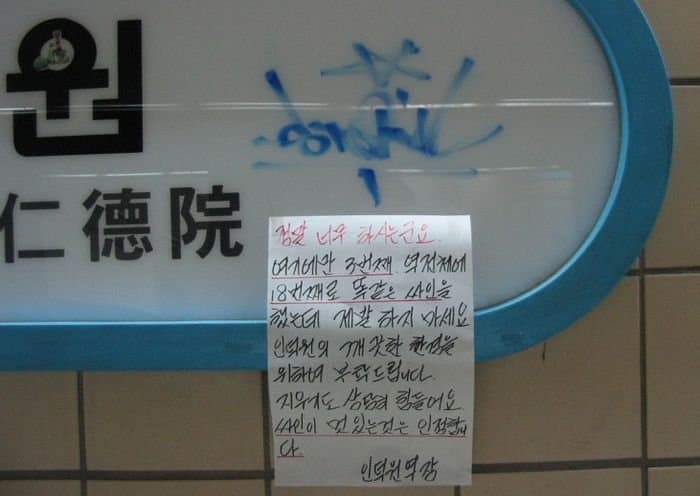 원
仁德院
정말 너무 하시는군요.
여기에만 3번째. 역전체에
18번째로 똑같은 싸인을
했는데 제발 하지 마세요
인덕원의 깨끗한 환경을
위하여 부탁드립니다.
지우기도 상당히 힘들어요.
싸인이 멋있는것은 인정합니
다.
인덕원역장